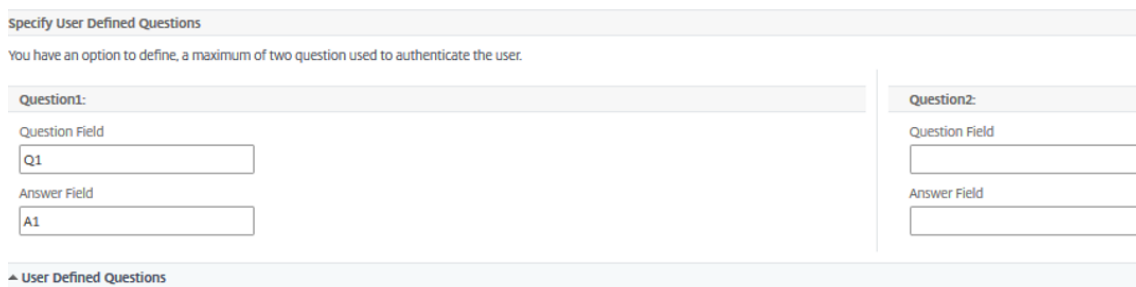 Specify User Defined Questions
You have an option to define, a maximum of two question used to authenticate the user.
Question1:
Question Field
Q1
Answer Field
A1
Question2:
Question Field
Answer Field
User Defined Questions